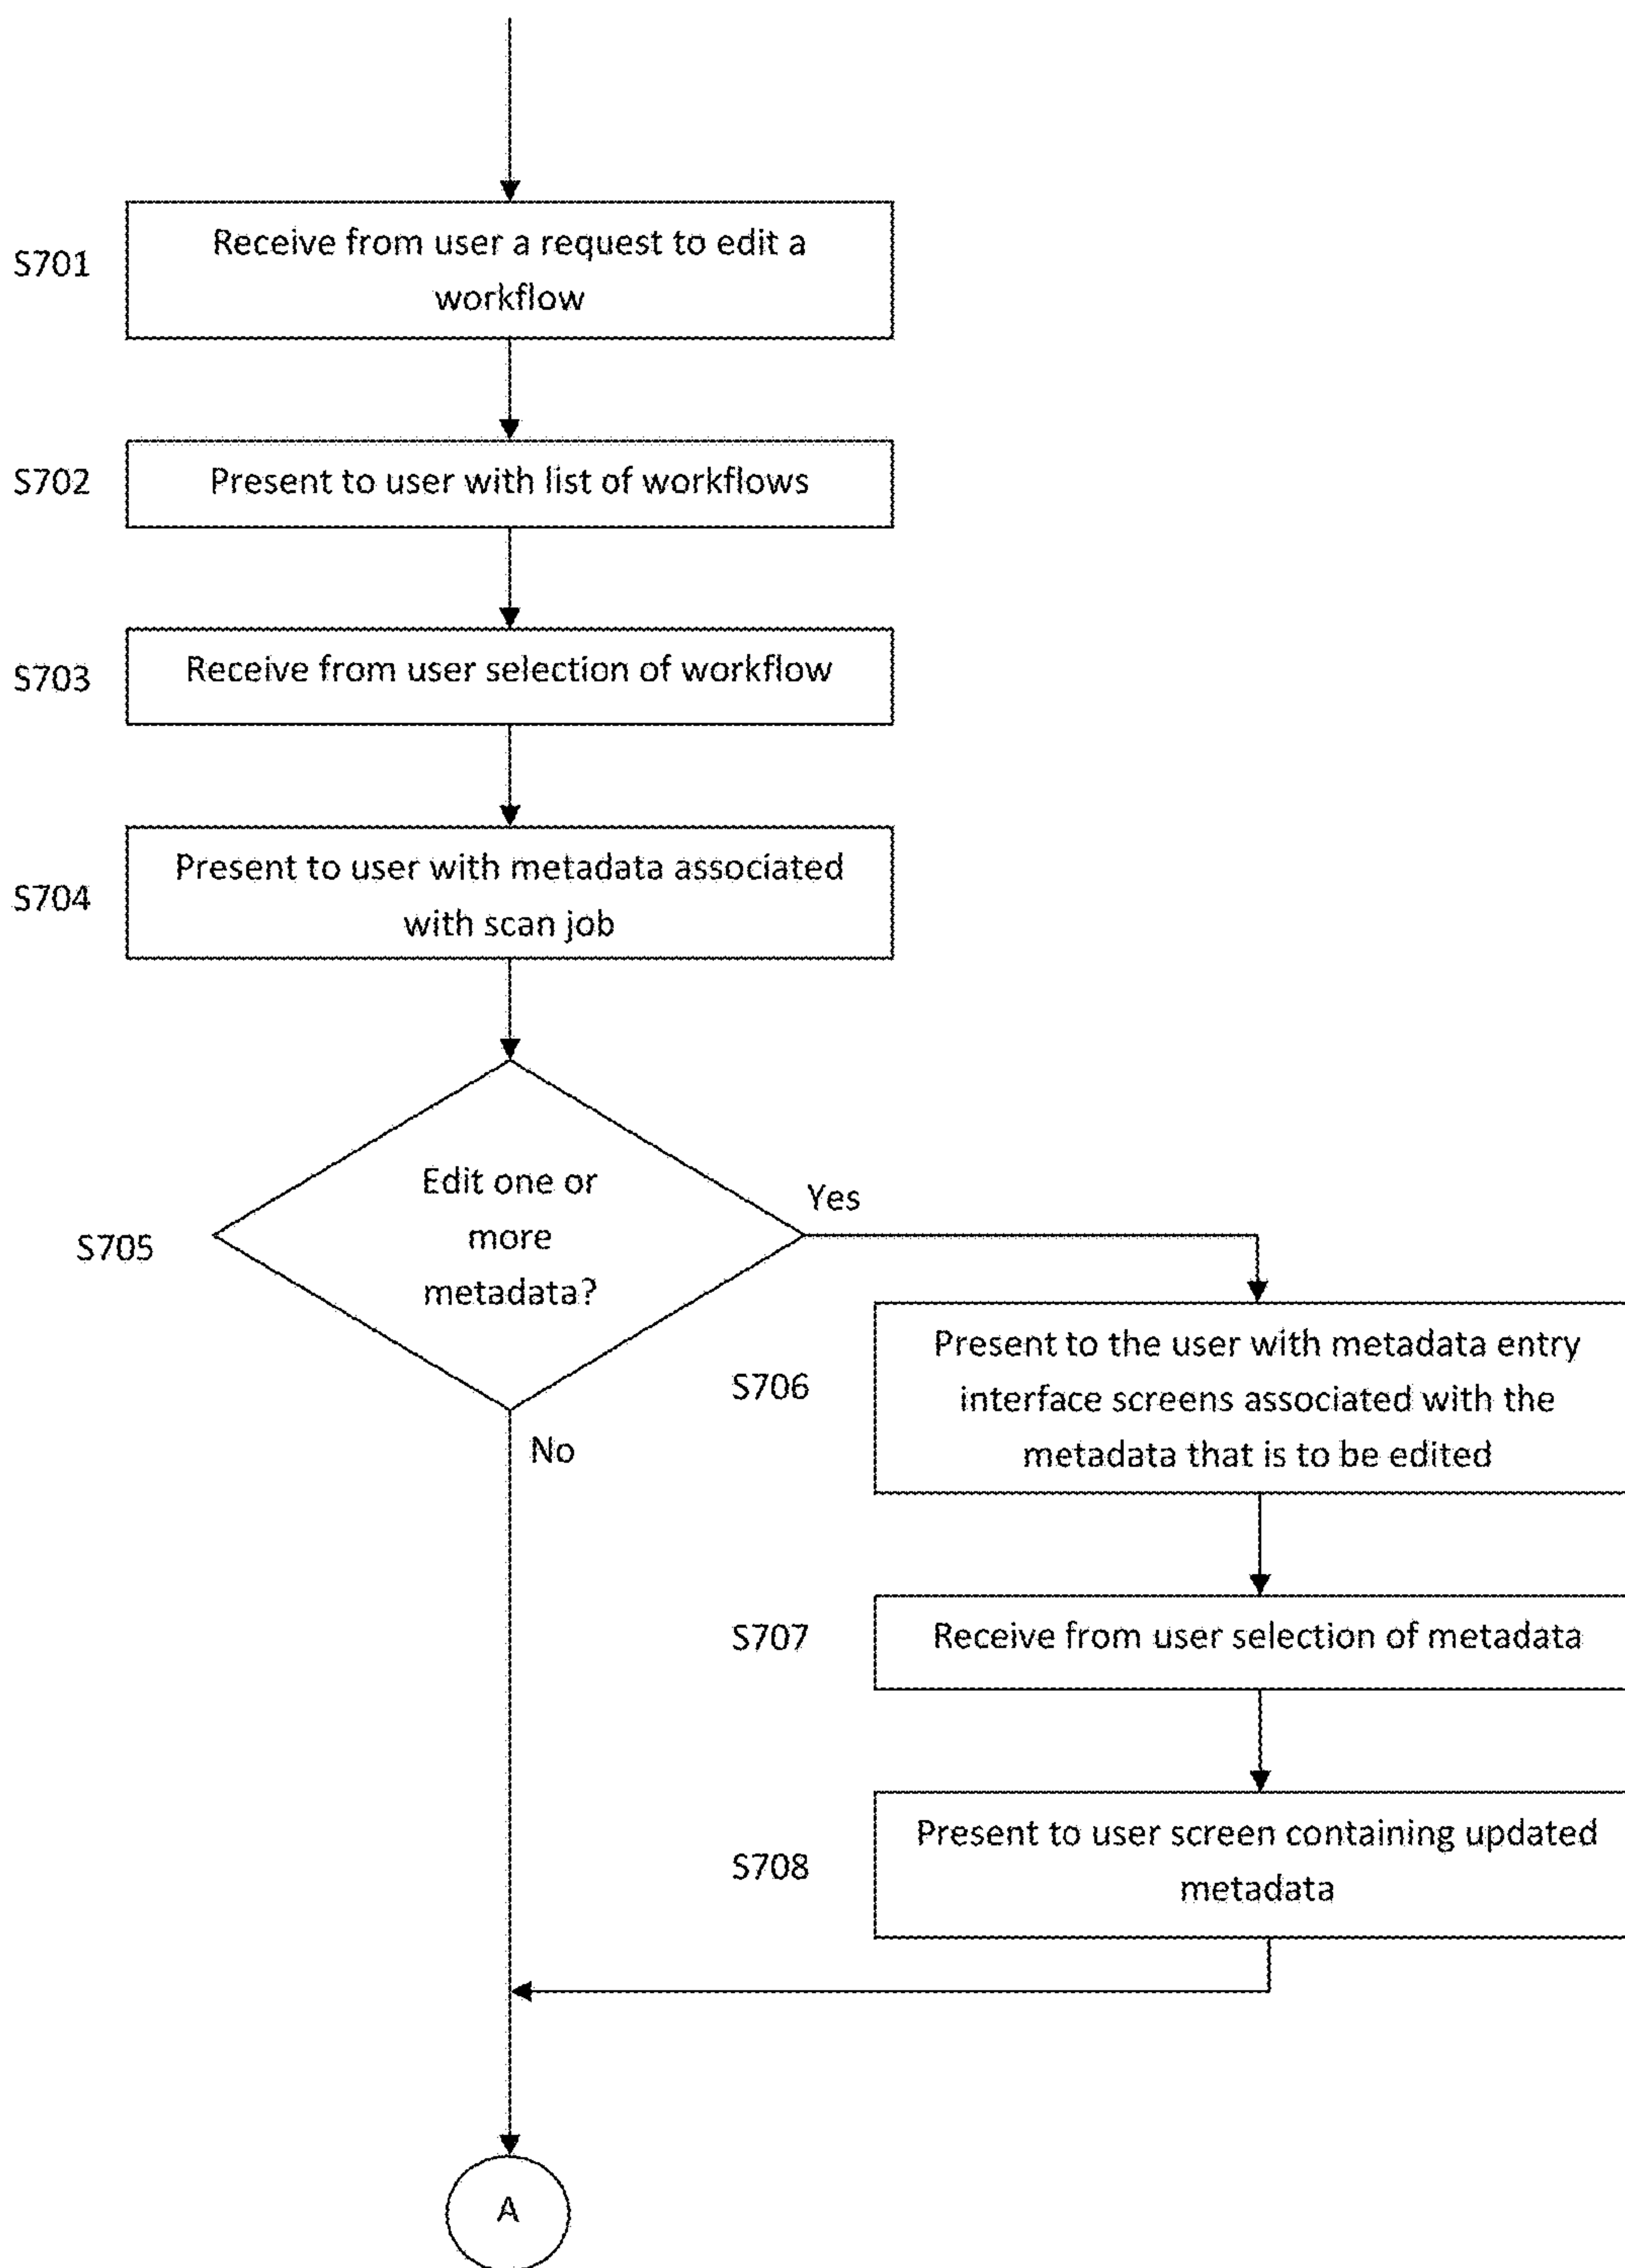 S701
Receive from user a request to edit a
workflow
S702
Present to user with list of workflows
S703
Receive from user selection of workflow
S704
Present to user with metadata associated
with scan job
S705
Edit one or
more
metadata?
Yes
No
S706
Present to the user with metadata entry
interface screens associated with the
metadata that is to be edited
S707
Receive from user selection of metadata
S708
Present to user screen containing updated
metadata
A